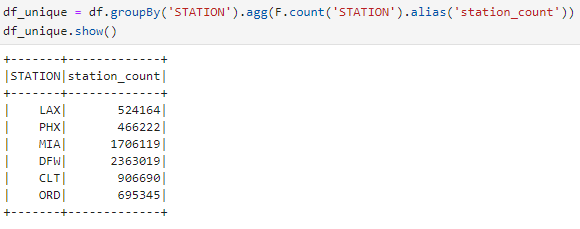 df_unique = df.groupBy('STATION').agg(F.count('STATION').alias('station_count'))
df_unique.show()
+-------+-------------+
|STATION|station_count|
+-------+-------------+
|    LAX|       524164|
|    PHX|       466222|
|    MIA|      1706119|
|    DFW|      2363019|
|    CLT|       906690|
|    ORD|       695345|
+-------+-------------+